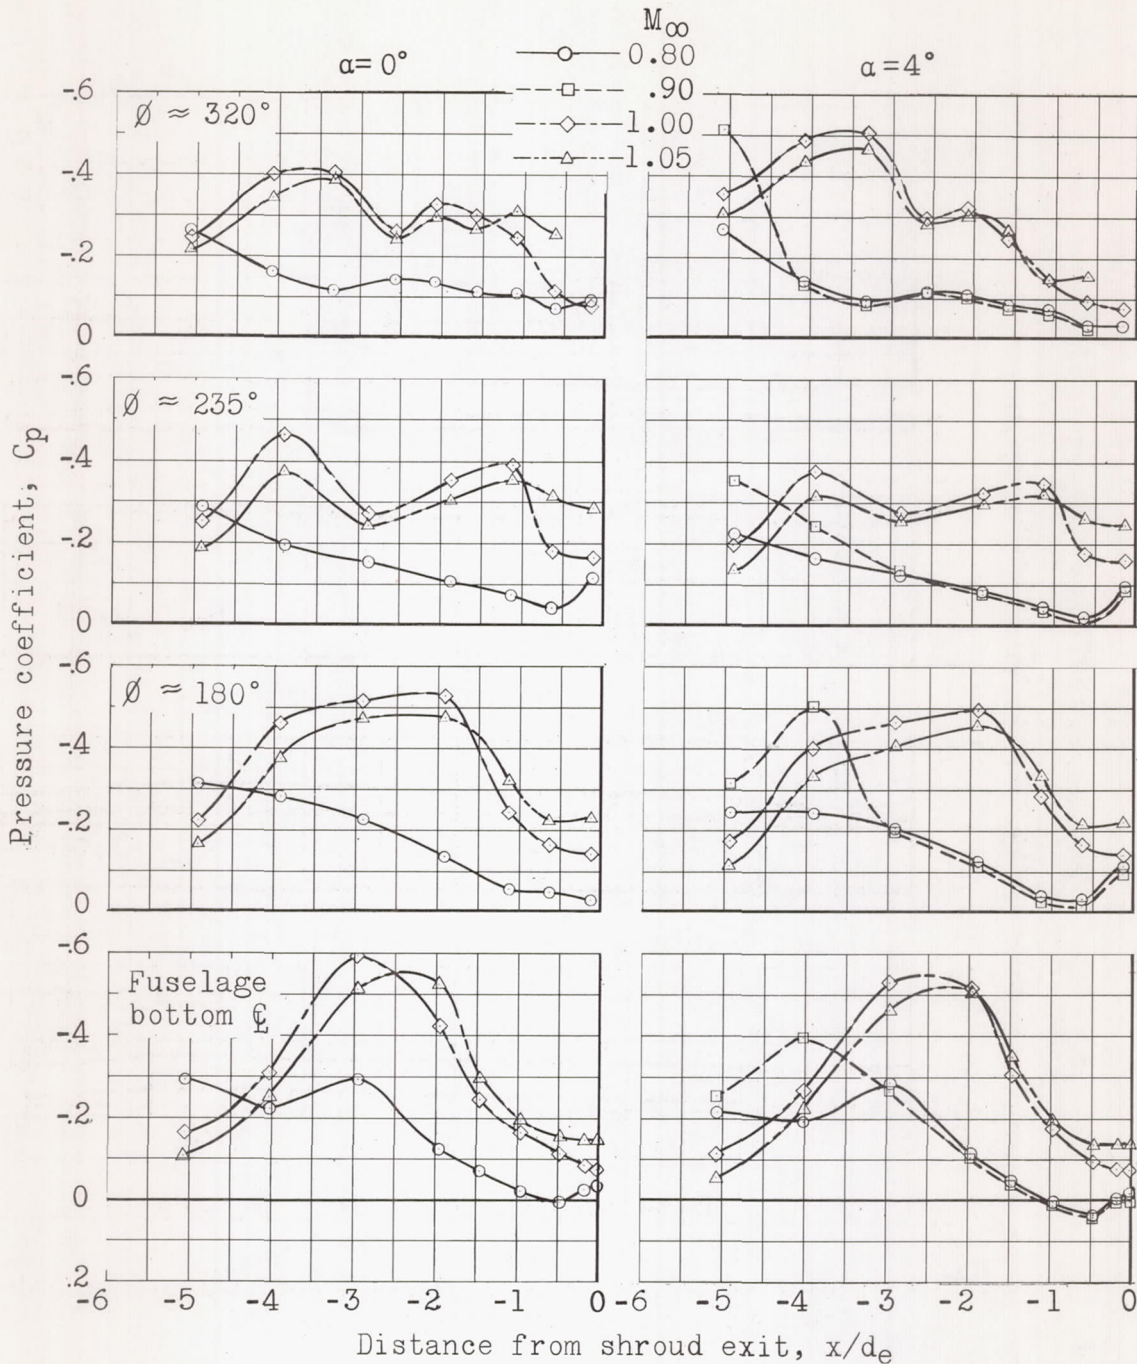 M∞
0.80
.90
1.00
1.05
α= 0°
α = 4°
Ø ≈ 320°
-.6
-.4
-.2
0
Ø ≈ 235°
-.6
-.4
-.2
0
Ø ≈ 180°
-.6
-.4
-.2
0
Fuselage
bottom ℄
-.6
-.4
-.2
0
.2
Pressure coefficient, Cp
-6 -5 -4 -3 -2 -1 0 -6 -5 -4 -3 -2 -1 0
Distance from shroud exit, x/de